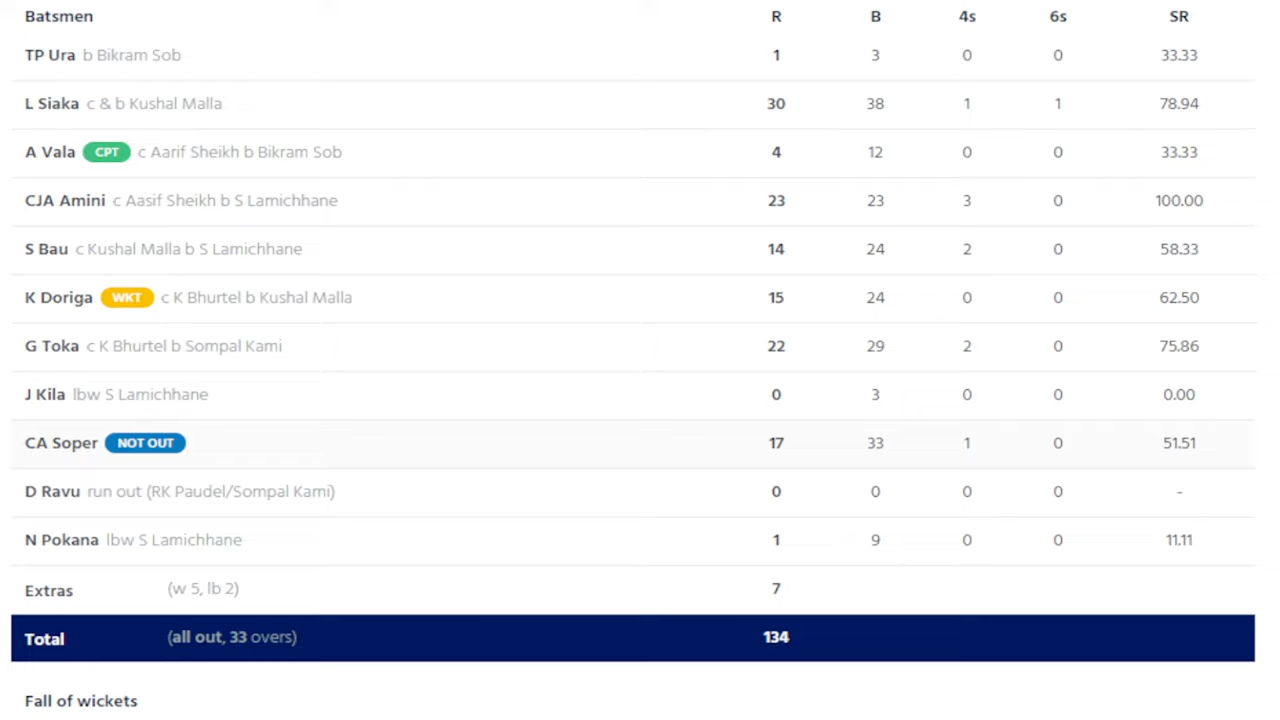 Batsmen R B 4s 6s SR
TP Ura b Bikram Sob 1 3 0 0 33.33
L Siaka c & b Kushal Malla 30 38 1 1 78.94
A Vala CPT c Aarif Sheikh b Bikram Sob 4 12 0 0 33.33
CJA Amini c Aasif Sheikh b S Lamichhane 23 23 3 0 100.00
S Bau c Kushal Malla b S Lamichhane 14 24 2 0 58.33
K Doriga WKT c K Bhurtel b Kushal Malla 15 24 0 0 62.50
G Toka c K Bhurtel b Sompal Kami 22 29 2 0 75.86
J Kila lbw S Lamichhane 0 3 0 0 0.00
CA Soper NOT OUT 17 33 1 0 51.51
D Ravu run out (RK Paudel/Sompal Kami) 0 0 0 0 -
N Pokana lbw S Lamichhane 1 9 0 0 11.11
Extras (w 5, lb 2) 7
Total (all out, 33 overs) 134
Fall of wickets